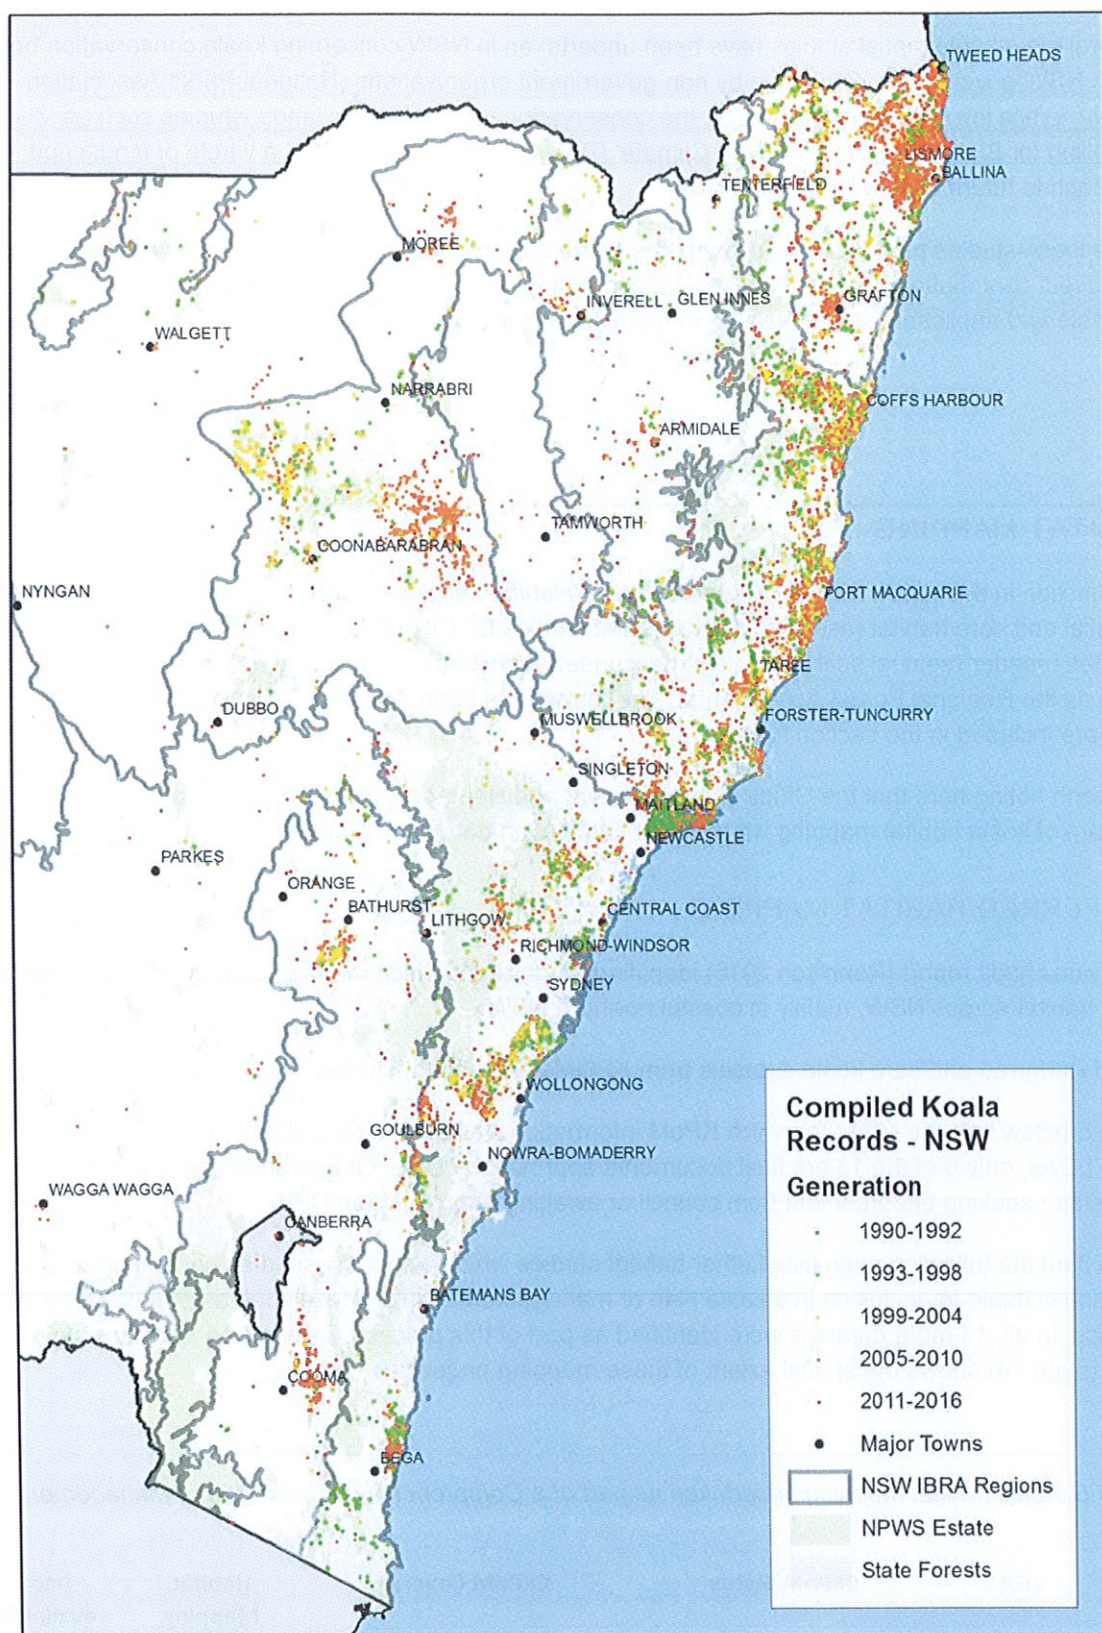 TWEED HEADS
LISMORE
BALLINA
TENTERFIELD
MOREE
INVERELL
GLEN INNES
GRAFTON
WALGETT
NARRABRI
COFFS HARBOUR
ARMIDALE
TAMWORTH
COONABARABRAN
NYNGAN
PORT MACQUARIE
TAREE
DUBBO
MUSWELLBROOK
FORSTER-TUNCURRY
SINGLETON
MAITLAND
NEWCASTLE
PARKES
ORANGE
BATHURST
LITHGOW
CENTRAL COAST
RICHMOND-WINDSOR
SYDNEY
WOLLONGONG
GOULBURN
NOWRA-BOMADERRY
WAGGA WAGGA
CANBERRA
BATEMANS BAY
COOMA
BEGA
Compiled Koala
Records - NSW
Generation
1990-1992
1993-1998
1999-2004
2005-2010
2011-2016
Major Towns
NSW IBRA Regions
NPWS Estate
State Forests